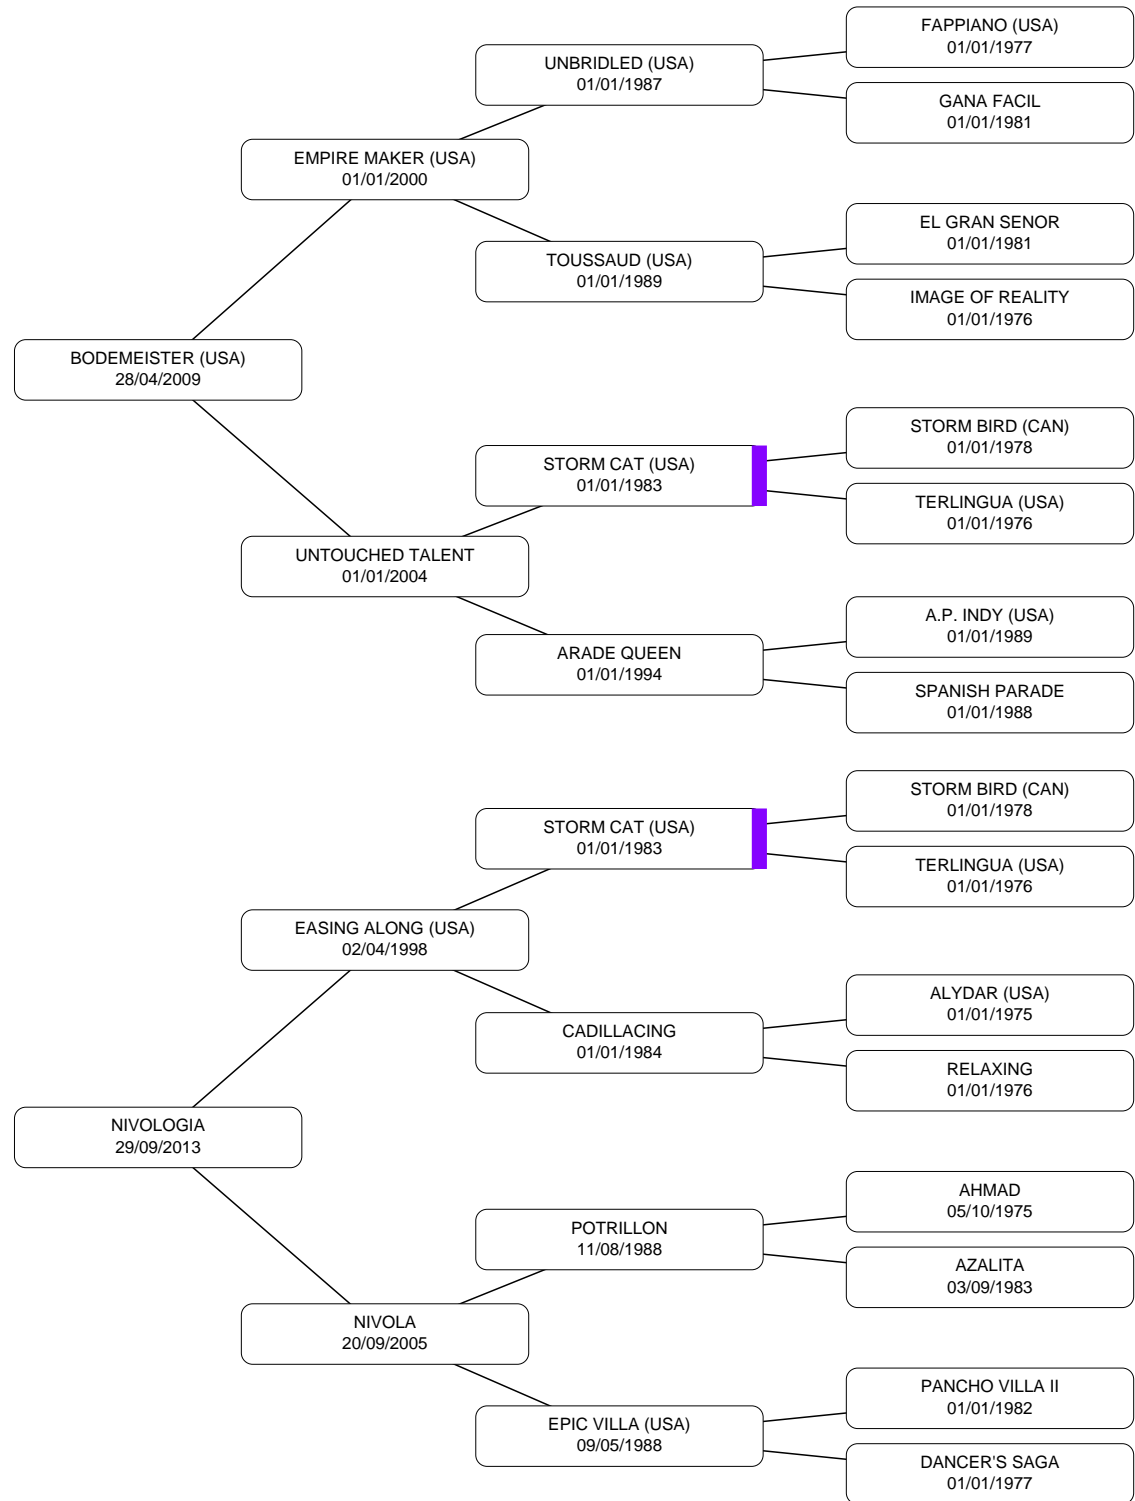 FAPPIANO (USA)
01/01/1977
UNBRIDLED (USA)
01/01/1987
GANA FACIL
01/01/1981
EMPIRE MAKER (USA)
01/01/2000
EL GRAN SENOR
01/01/1981
TOUSSAUD (USA)
01/01/1989
IMAGE OF REALITY
01/01/1976
BODEMEISTER (USA)
28/04/2009
STORM BIRD (CAN)
01/01/1978
STORM CAT (USA)
01/01/1983
TERLINGUA (USA)
01/01/1976
UNTOUCHED TALENT
01/01/2004
A.P. INDY (USA)
01/01/1989
ARADE QUEEN
01/01/1994
SPANISH PARADE
01/01/1988
STORM BIRD (CAN)
01/01/1978
STORM CAT (USA)
01/01/1983
TERLINGUA (USA)
01/01/1976
EASING ALONG (USA)
02/04/1998
ALYDAR (USA)
01/01/1975
CADILLACING
01/01/1984
RELAXING
01/01/1976
NIVOLOGIA
29/09/2013
AHMAD
05/10/1975
POTRILLON
11/08/1988
AZALITA
03/09/1983
NIVOLA
20/09/2005
PANCHO VILLA II
01/01/1982
EPIC VILLA (USA)
09/05/1988
DANCER'S SAGA
01/01/1977